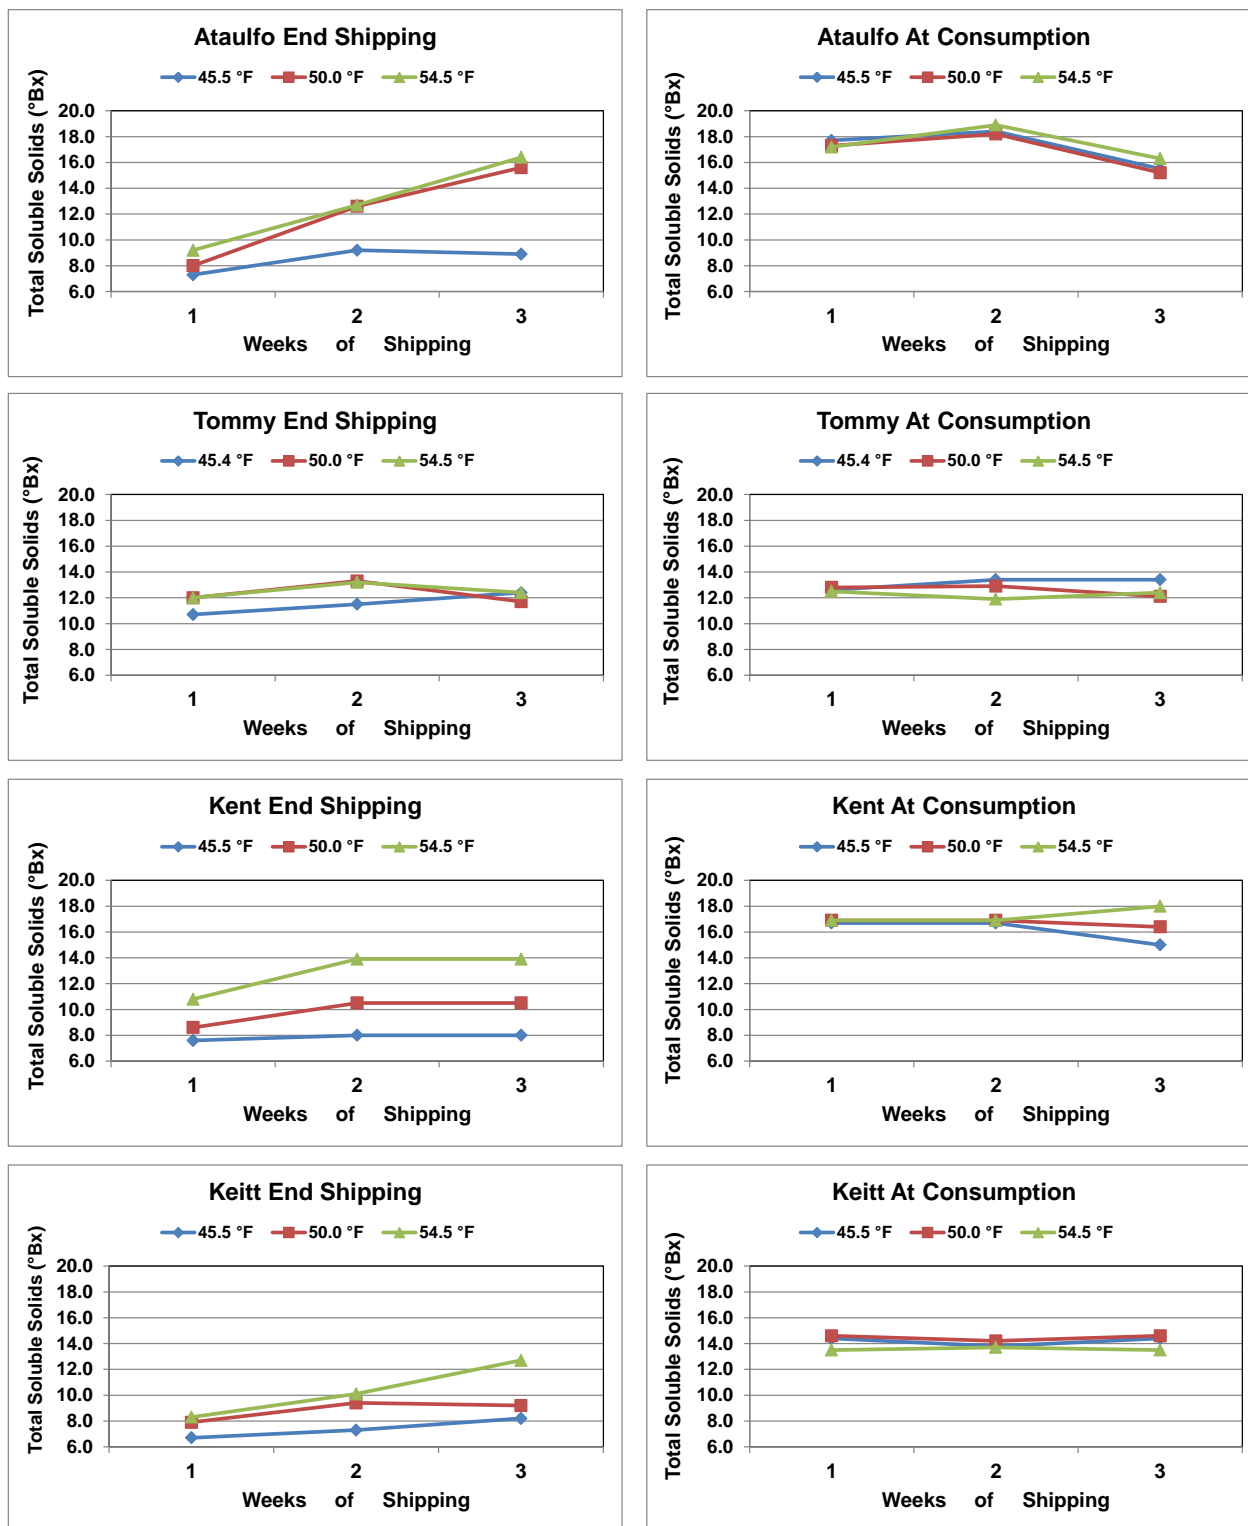 Ataulfo End Shipping
45.5 °F 50.0 °F 54.5 °F
Total Soluble Solids (°Bx)
20.0
18.0
16.0
14.0
12.0
10.0
8.0
6.0
1 2 3
Weeks of Shipping
Ataulfo At Consumption
45.5 °F 50.0 °F 54.5 °F
Total Soluble Solids (°Bx)
20.0
18.0
16.0
14.0
12.0
10.0
8.0
6.0
1 2 3
Weeks of Shipping
Tommy End Shipping
45.4 °F 50.0 °F 54.5 °F
Total Soluble Solids (°Bx)
20.0
18.0
16.0
14.0
12.0
10.0
8.0
6.0
1 2 3
Weeks of Shipping
Tommy At Consumption
45.4 °F 50.0 °F 54.5 °F
Total Soluble Solids (°Bx)
20.0
18.0
16.0
14.0
12.0
10.0
8.0
6.0
1 2 3
Weeks of Shipping
Kent End Shipping
45.5 °F 50.0 °F 54.5 °F
Total Soluble Solids (°Bx)
20.0
18.0
16.0
14.0
12.0
10.0
8.0
6.0
1 2 3
Weeks of Shipping
Kent At Consumption
45.5 °F 50.0 °F 54.5 °F
Total Soluble Solids (°Bx)
20.0
18.0
16.0
14.0
12.0
10.0
8.0
6.0
1 2 3
Weeks of Shipping
Keitt End Shipping
45.5 °F 50.0 °F 54.5 °F
Total Soluble Solids (°Bx)
20.0
18.0
16.0
14.0
12.0
10.0
8.0
6.0
1 2 3
Weeks of Shipping
Keitt At Consumption
45.5 °F 50.0 °F 54.5 °F
Total Soluble Solids (°Bx)
20.0
18.0
16.0
14.0
12.0
10.0
8.0
6.0
1 2 3
Weeks of Shipping